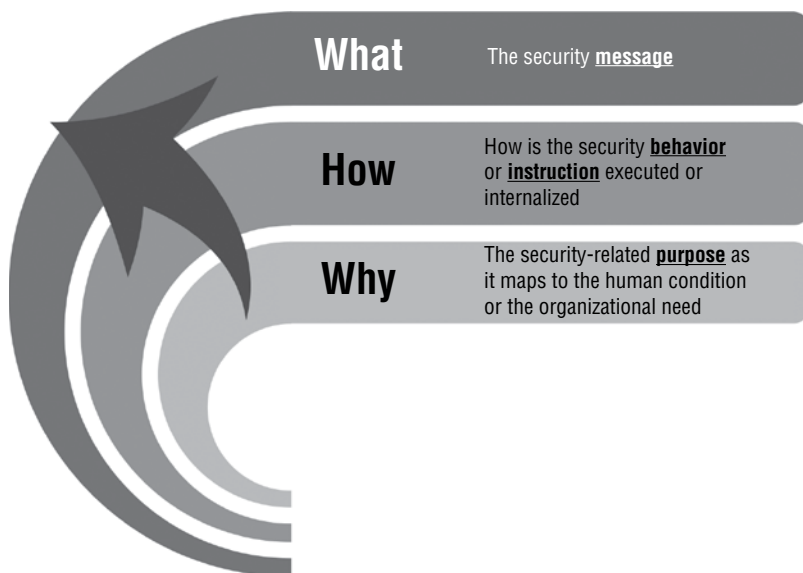 What
The security message
How
How is the security behavior
or instruction executed or
internalized
Why
The security-related purpose as
it maps to the human condition
or the organizational need